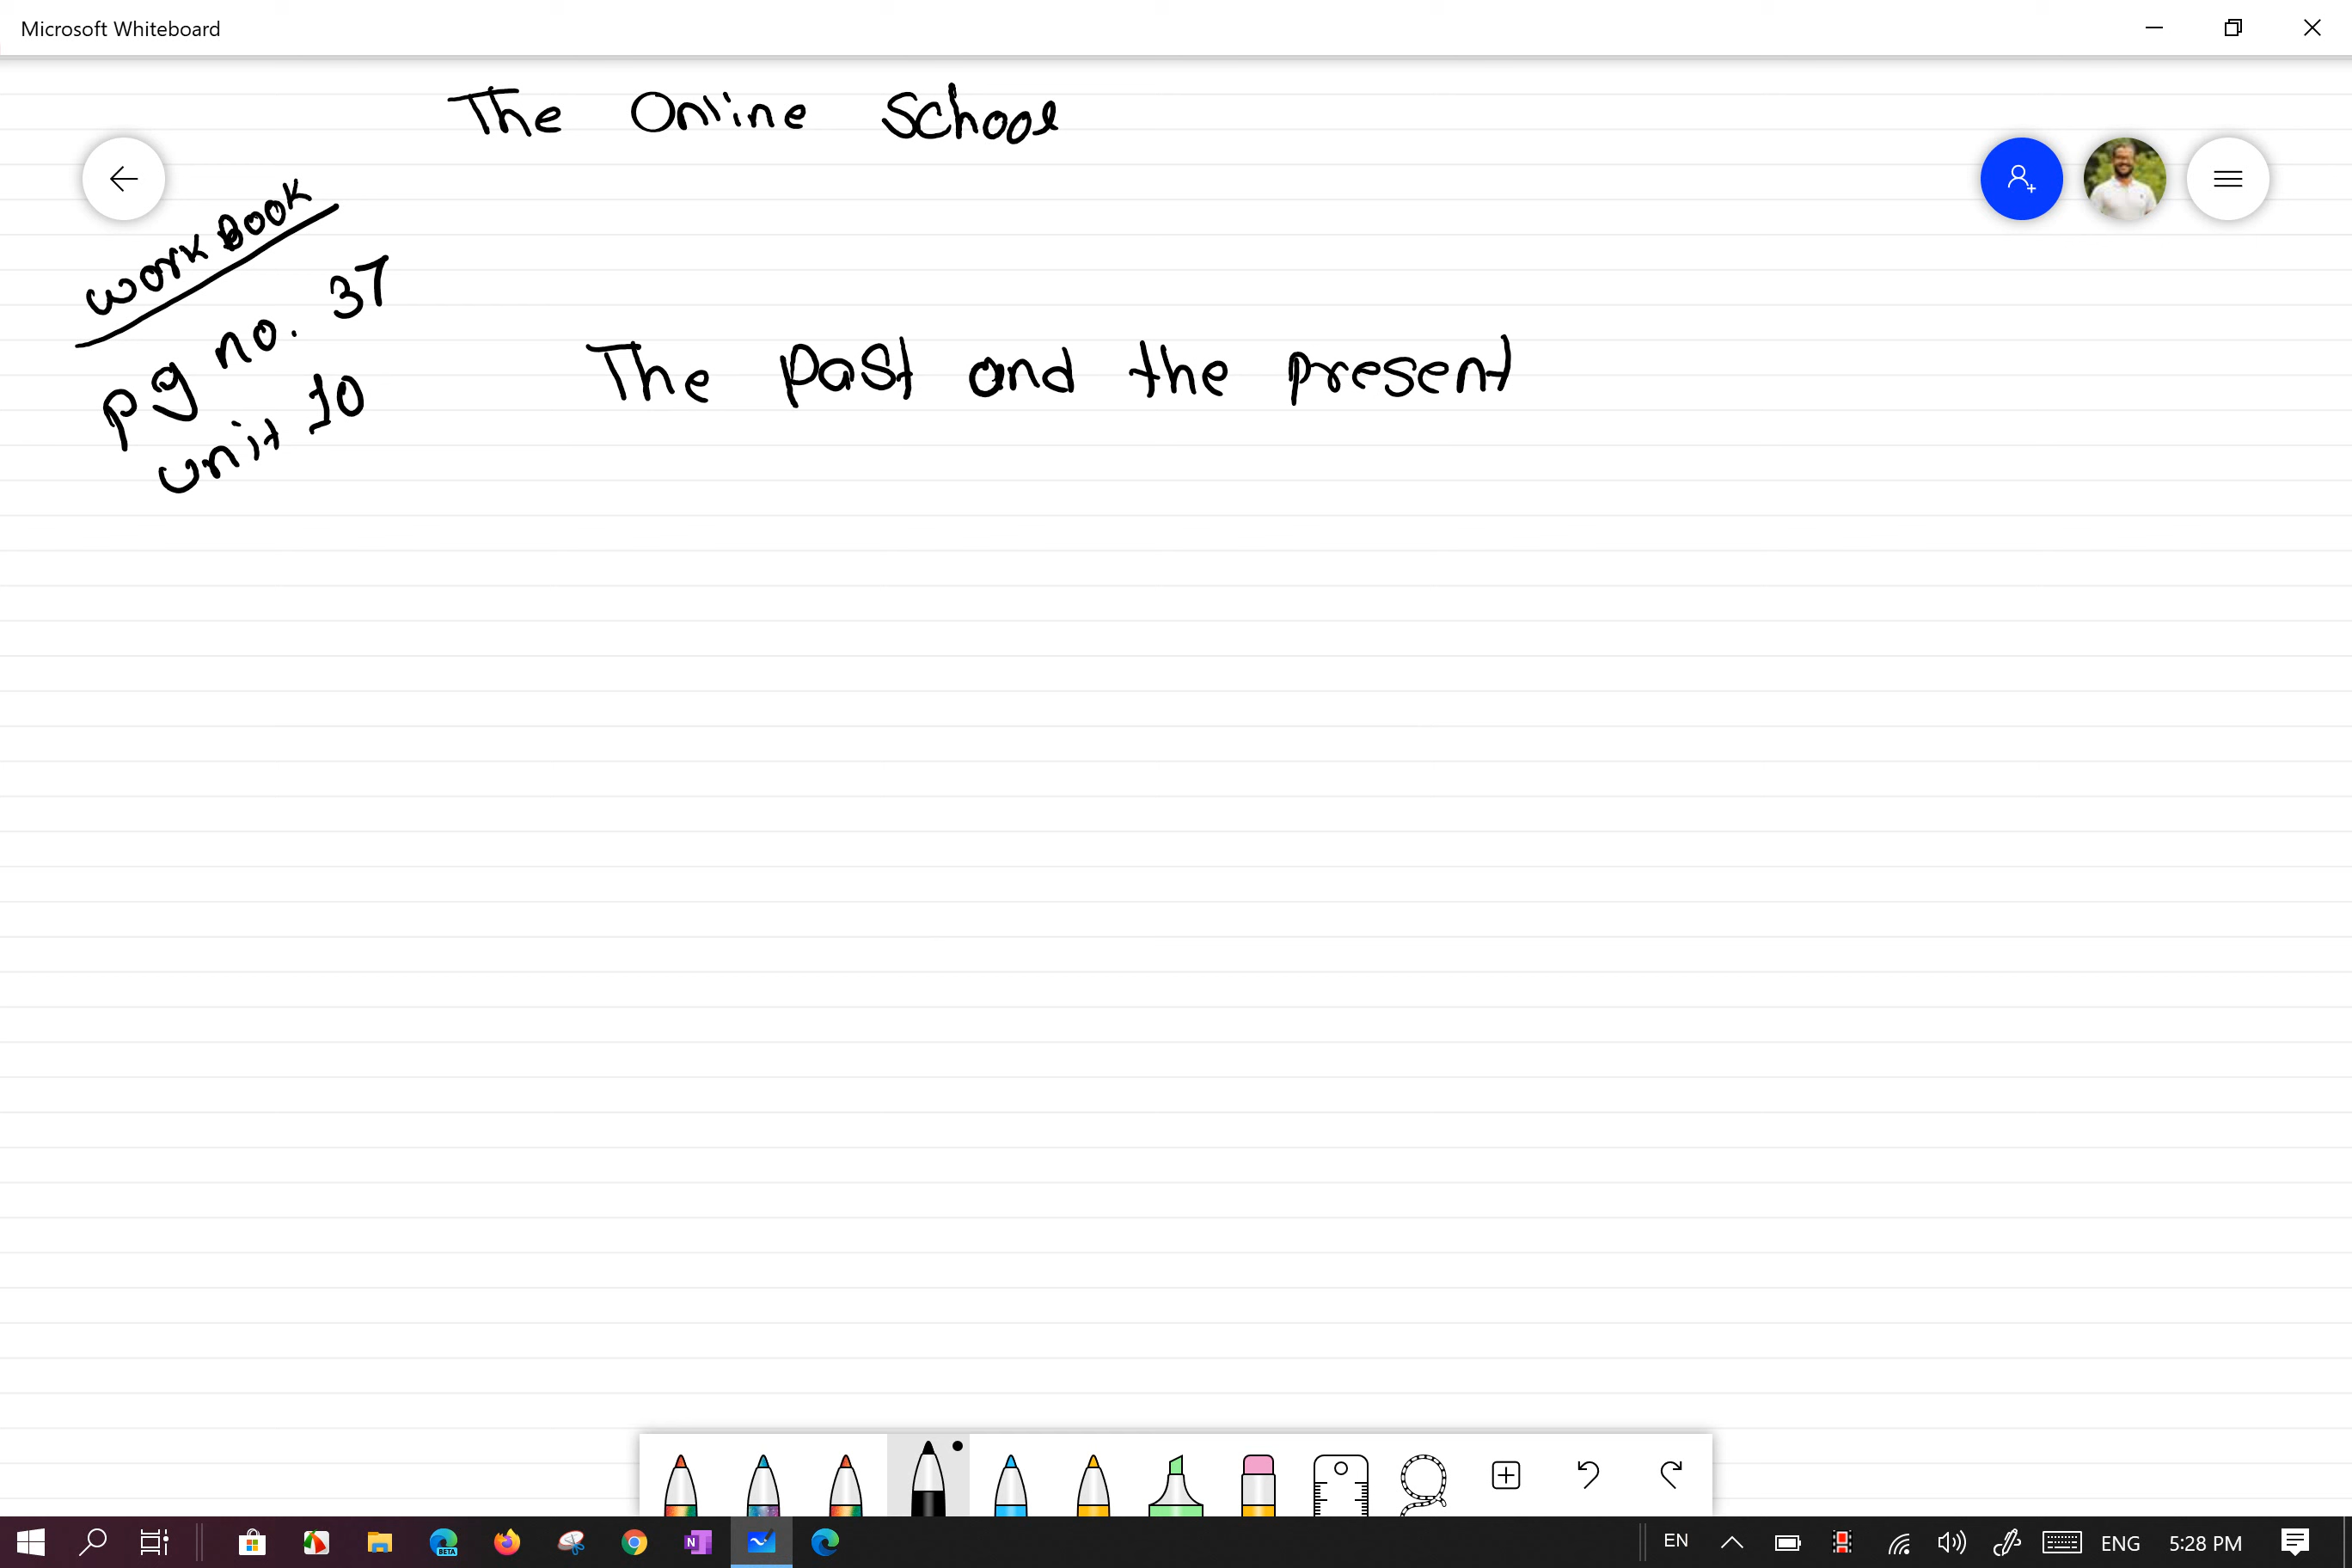 Microsoft Whiteboard
The Online School
work Book
pg no. 37
unit 10
The past and the present
BETA
N
EN
ENG
5:28 PM